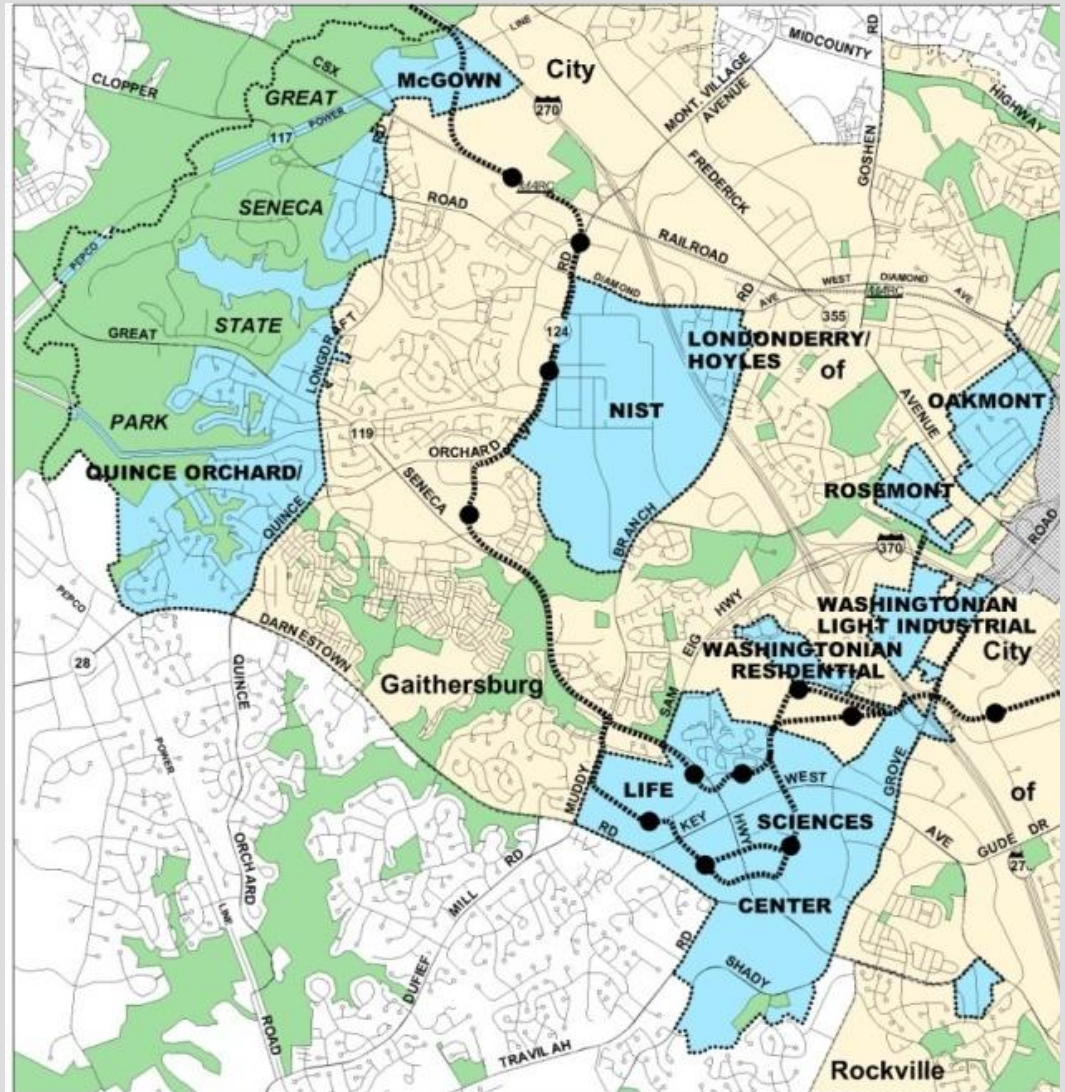 MIDCOUNTY
RD
LINE
CSX
CLOPPER
McGOWN
City
GREAT
POWER
270
MONT. VILLAGE
AVENUE
HIGHWAY
117
RD
GOSHEN
FREDERICK
MARC
SENECA
ROAD
RAILROAD
PEPCO
RD
DIAMOND
RD
AVE
WEST
DIAMOND
AVE
MARC
GREAT
STATE
LONGDRAFT
124
LONDONDERRY/
HOYLES
355
of
NIST
AVENUE
OAKMONT
PARK
119
ORCHARD
QUINCE ORCHARD/
SENECA
ROSEMONT
QUINCE
BRANCH
370
ROAD
PEPCO
HWY
EIG
WASHINGTONIAN
LIGHT INDUSTRIAL
DARNESTOWN
WASHINGTONIAN
RESIDENTIAL
City
28
QUINCE
Gaithersburg
SAM
POWER
MUDDY
LIFE
WEST
GROVE
of
RD
KEY
HWY
SCIENCES
AVE
GUDE DR
27
ORCHARD
RD
MILL
CENTER
LINE
RD
DUFIEF
SHADY
ROAD
TRAVILAH
Rockville